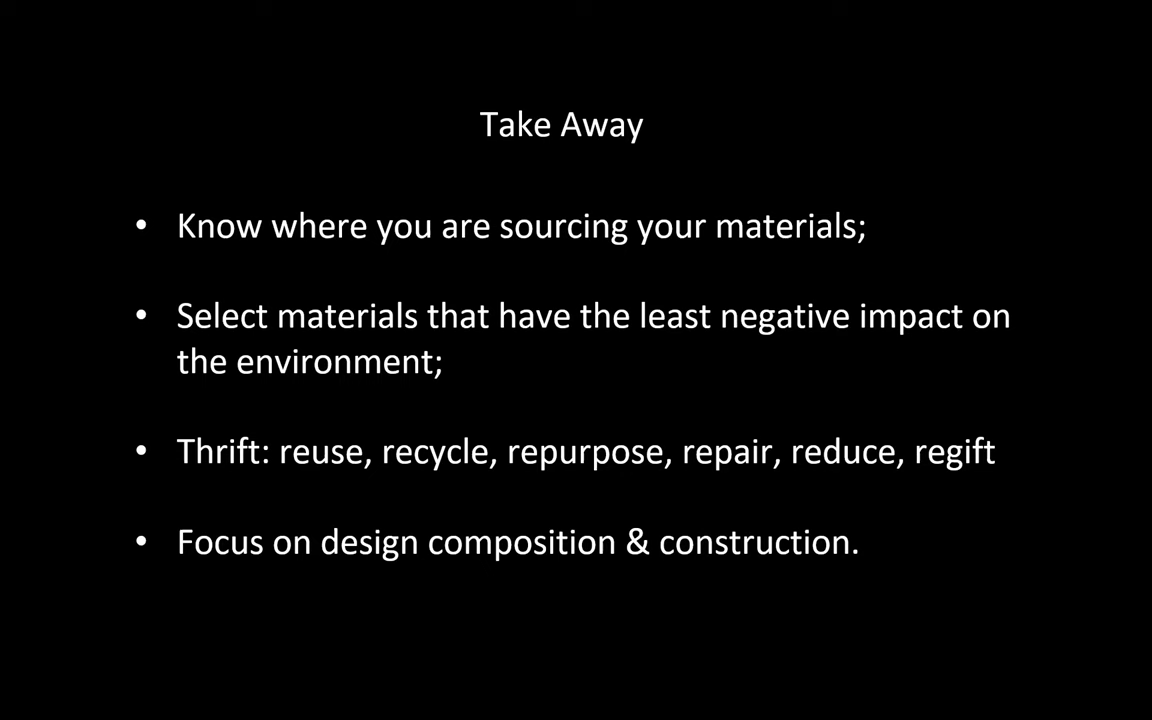 Take Away
• Know where you are sourcing your materials;
• Select materials that have the least negative impact on
the environment;
• Thrift: reuse, recycle, repurpose, repair, reduce, regift
• Focus on design composition & construction.